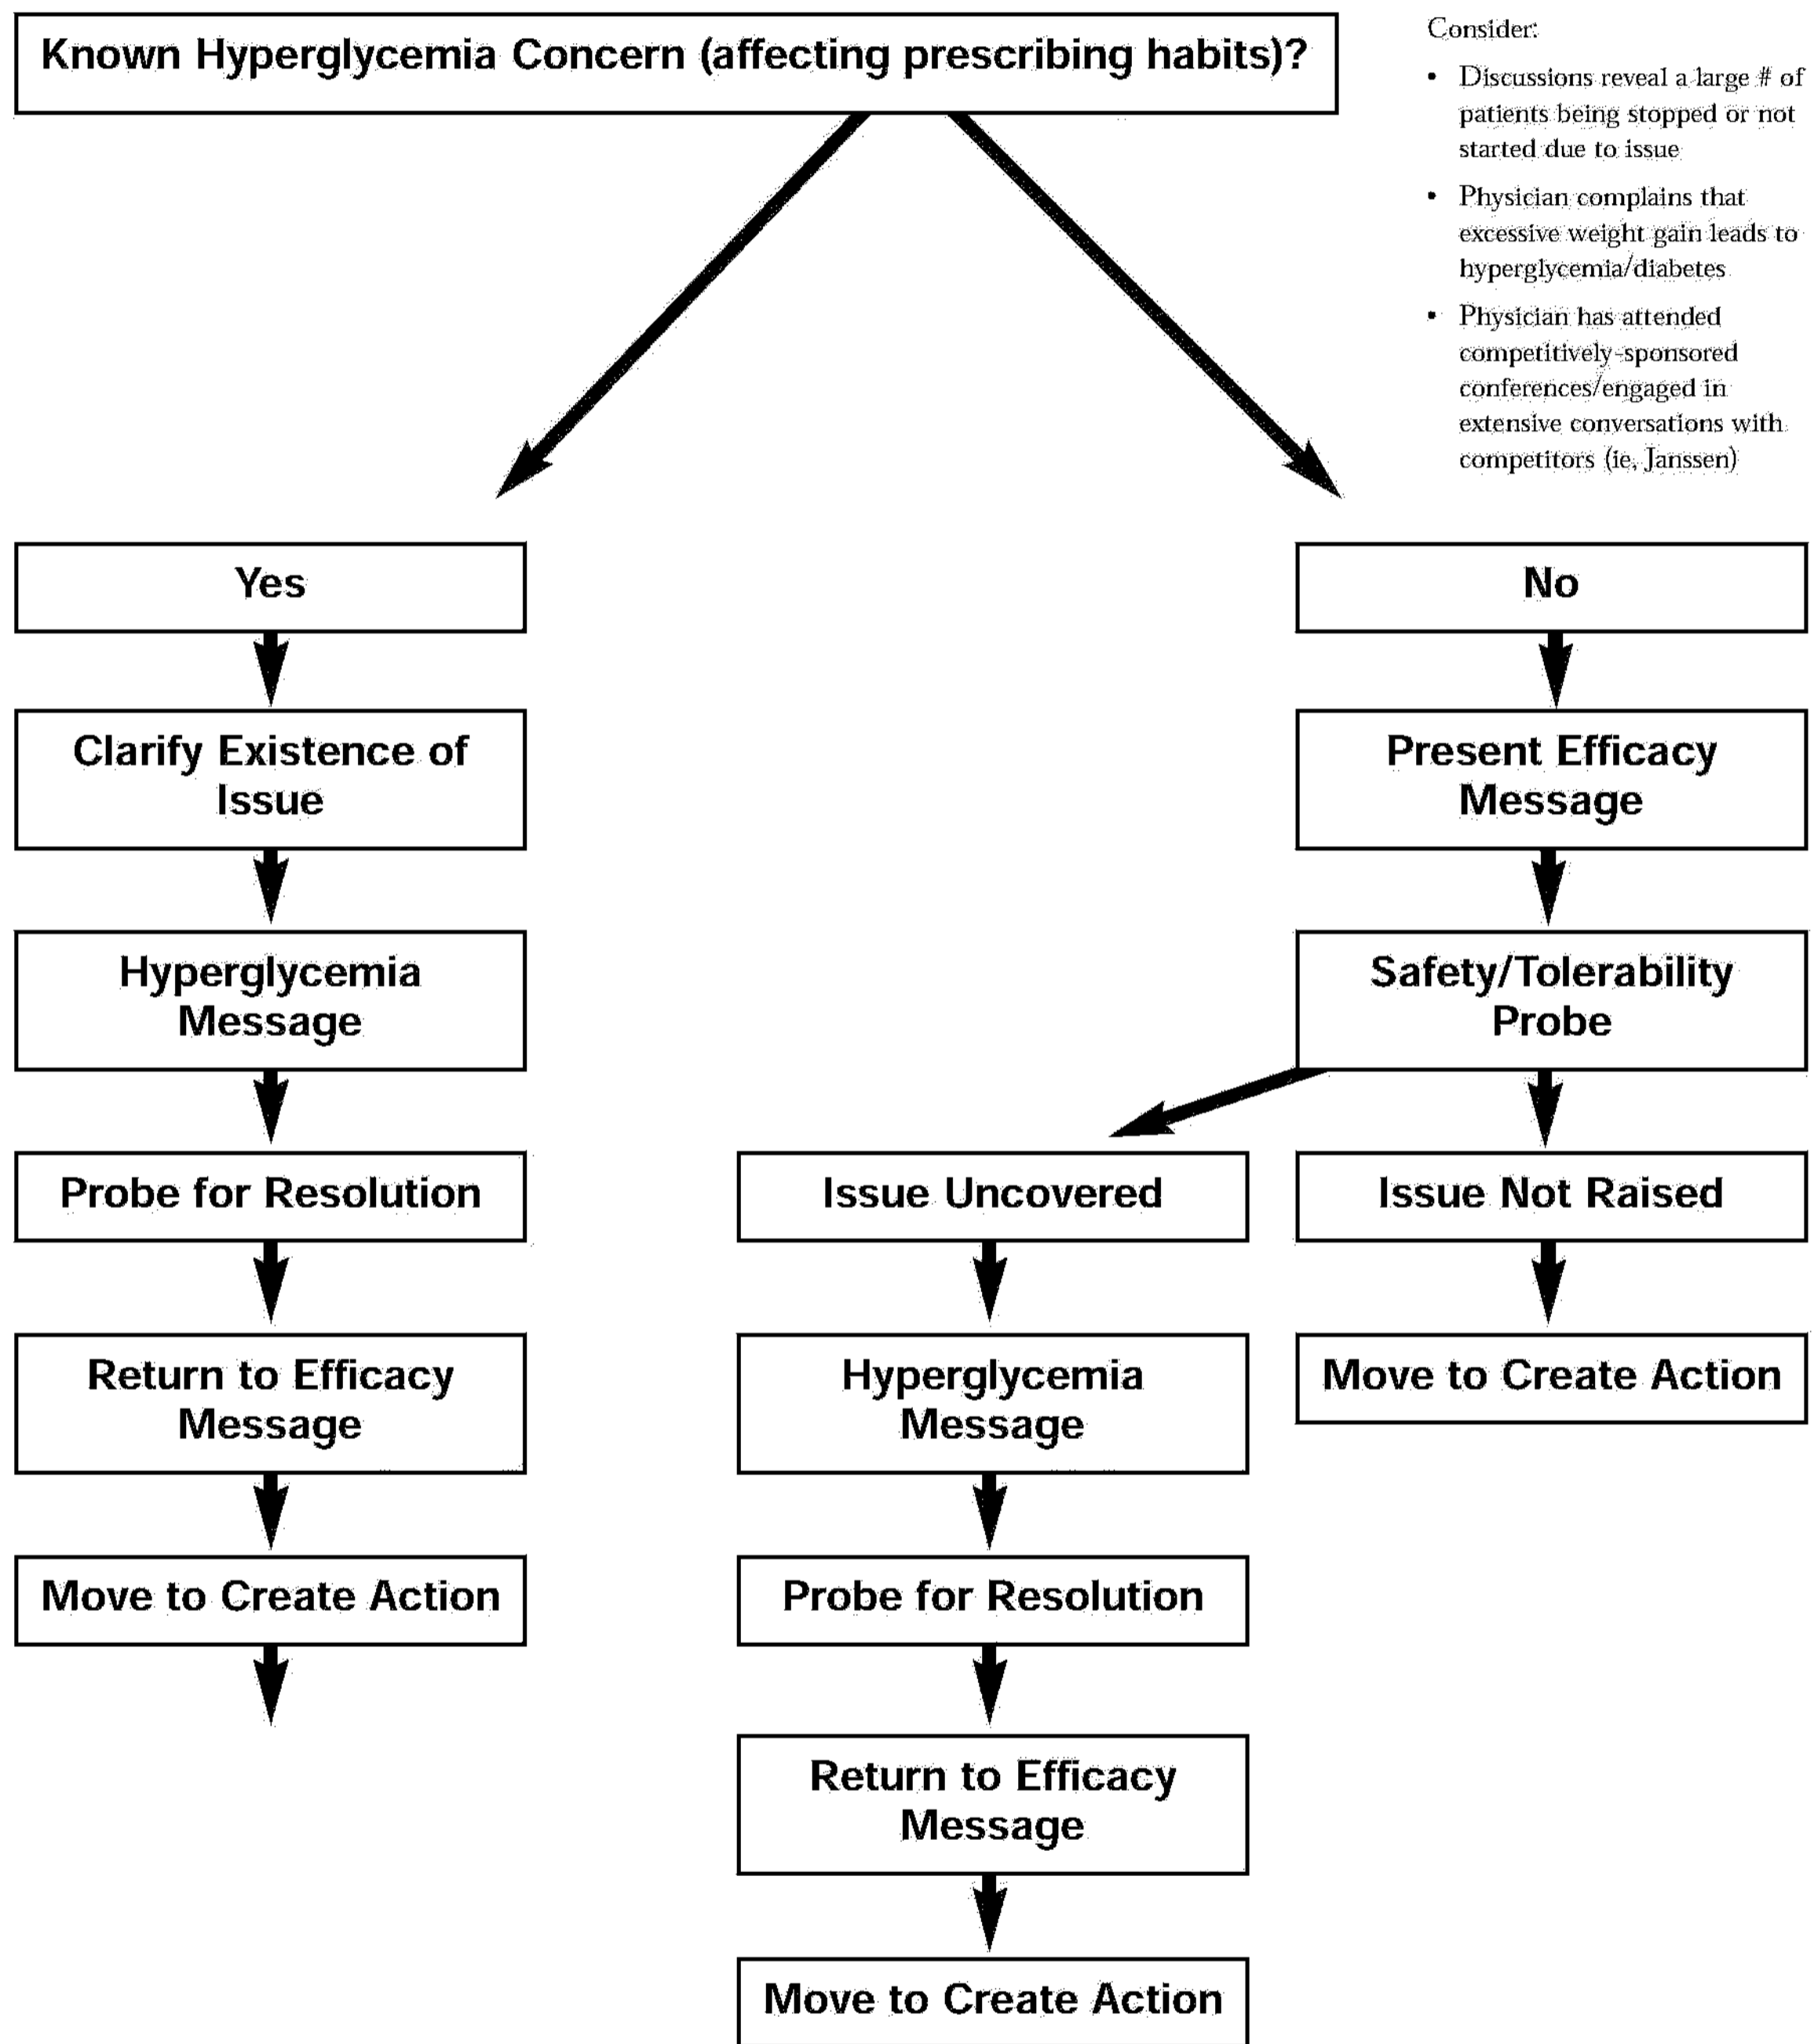 Known Hyperglycemia Concern (affecting prescribing habits)?
Consider:
• Discussions reveal a large # of
patients being stopped or not
started due to issue
• Physician complains that
excessive weight gain leads to
hyperglycemia/diabetes
• Physician has attended
competitively-sponsored
conferences/engaged in
extensive conversations with
competitors (ie, Janssen)
Yes
Clarify Existence of
Issue
Hyperglycemia
Message
Probe for Resolution
Return to Efficacy
Message
Move to Create Action
No
Present Efficacy
Message
Safety/Tolerability
Probe
Issue Uncovered
Hyperglycemia
Message
Probe for Resolution
Return to Efficacy
Message
Move to Create Action
Issue Not Raised
Move to Create Action